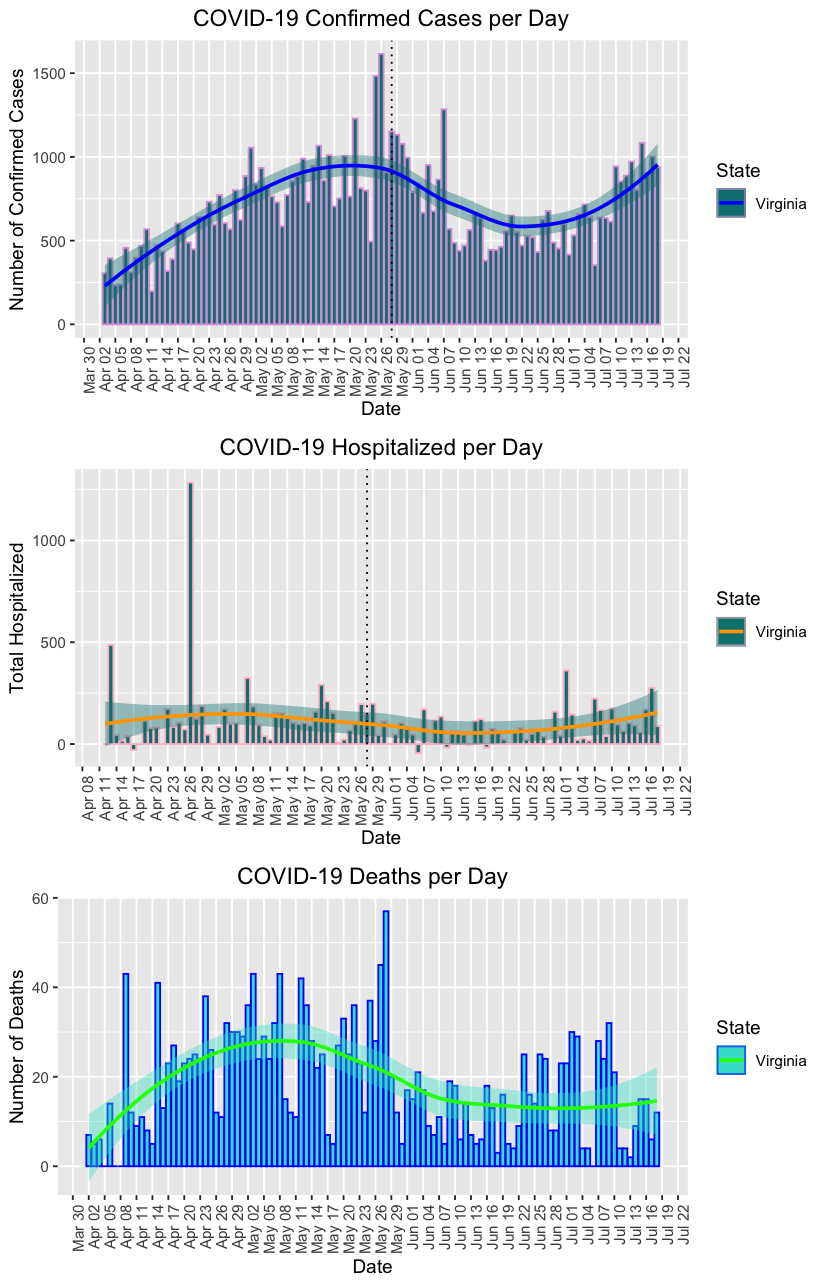 COVID-19 Confirmed Cases per Day
Number of Confirmed Cases
1500
1000
500
0
Mar 30
Apr 02
Apr 05
Apr 08
Apr 11
Apr 14
Apr 17
Apr 20
Apr 23
Apr 26
Apr 29
May 02
May 05
May 08
May 11
May 14
May 17
May 20
May 23
May 26
May 29
Jun 01
Jun 04
Jun 07
Jun 10
Jun 13
Jun 16
Jun 19
Jun 22
Jun 25
Jun 28
Jul 01
Jul 04
Jul 07
Jul 10
Jul 13
Jul 16
Jul 19
Jul 22
Date
State
Virginia
COVID-19 Hospitalized per Day
Total Hospitalized
1000
500
0
Apr 08
Apr 11
Apr 14
Apr 17
Apr 20
Apr 23
Apr 26
Apr 29
May 02
May 05
May 08
May 11
May 14
May 17
May 20
May 23
May 26
May 29
Jun 01
Jun 04
Jun 07
Jun 10
Jun 13
Jun 16
Jun 19
Jun 22
Jun 25
Jun 28
Jul 01
Jul 04
Jul 07
Jul 10
Jul 13
Jul 16
Jul 19
Jul 22
Date
State
Virginia
COVID-19 Deaths per Day
Number of Deaths
60
40
20
0
Mar 30
Apr 02
Apr 05
Apr 08
Apr 11
Apr 14
Apr 17
Apr 20
Apr 23
Apr 26
Apr 29
May 02
May 05
May 08
May 11
May 14
May 17
May 20
May 23
May 26
May 29
Jun 01
Jun 04
Jun 07
Jun 10
Jun 13
Jun 16
Jun 19
Jun 22
Jun 25
Jun 28
Jul 01
Jul 04
Jul 07
Jul 10
Jul 13
Jul 16
Jul 19
Jul 22
Date
State
Virginia